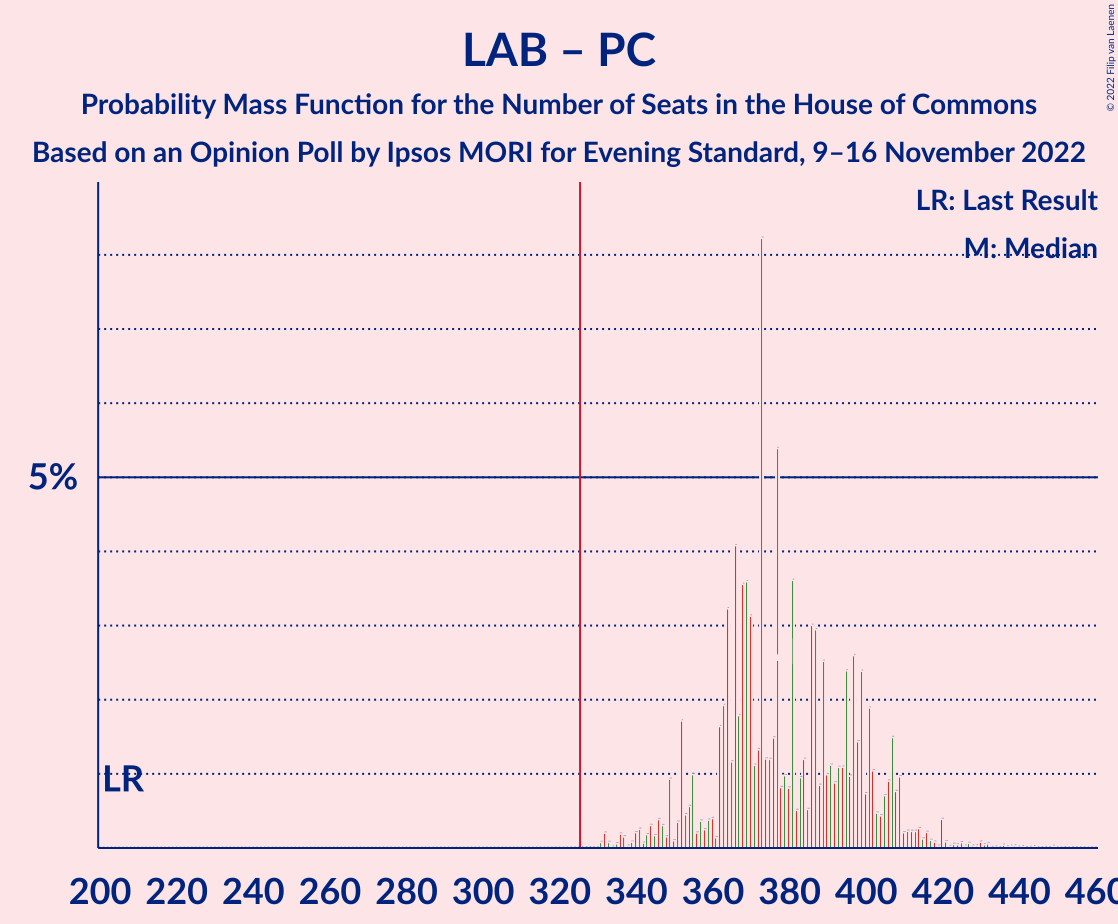 LAB – PC
Probability Mass Function for the Number of Seats in the House of Commons
Based on an Opinion Poll by Ipsos MORI for Evening Standard, 9–16 November 2022
© 2022 Filip van Laenen
LR: Last Result
M: Median
5%
LR
200 220 240 260 280 300 320 340 360 380 400 420 440 460